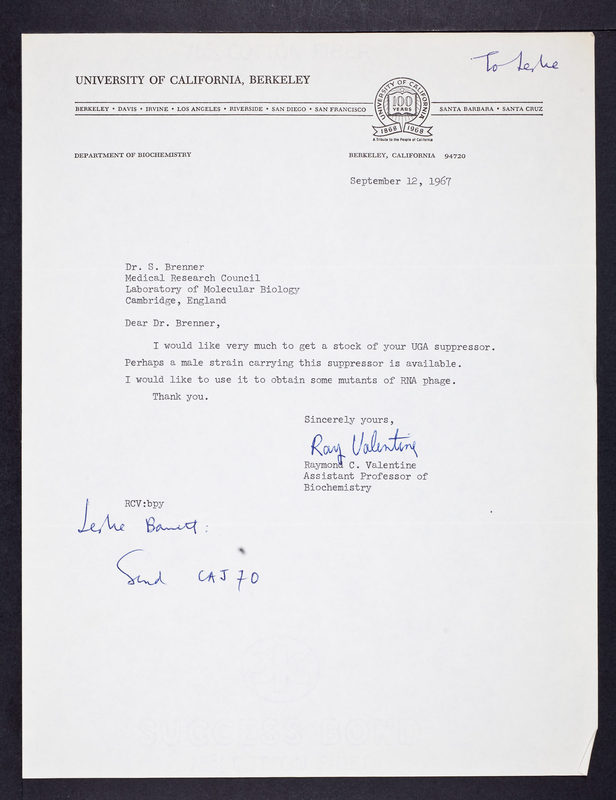 To Leslie
UNIVERSITY OF CALIFORNIA, BERKELEY
BERKELEY • DAVIS • IRVINE • LOS ANGELES • RIVERSIDE • SAN DIEGO • SAN FRANCISCO
SANTA BARBARA • SANTA CRUZ
UNIVERSITY OF CALIFORNIA
100
YEARS
1868 1968
A Tribute to the People of California
DEPARTMENT OF BIOCHEMISTRY
BERKELEY, CALIFORNIA 94720
September 12, 1967
Dr. S. Brenner
Medical Research Council
Laboratory of Molecular Biology
Cambridge, England
Dear Dr. Brenner,
I would like very much to get a stock of your UGA suppressor.
Perhaps a male strain carrying this suppressor is available.
I would like to use it to obtain some mutants of RNA phage.
Thank you.
Sincerely yours,
Ray Valentine
Raymond C. Valentine
Assistant Professor of
Biochemistry
RCV:bpy
Leslie Barnett:
Send CAJ 70
SUCCESS BOND